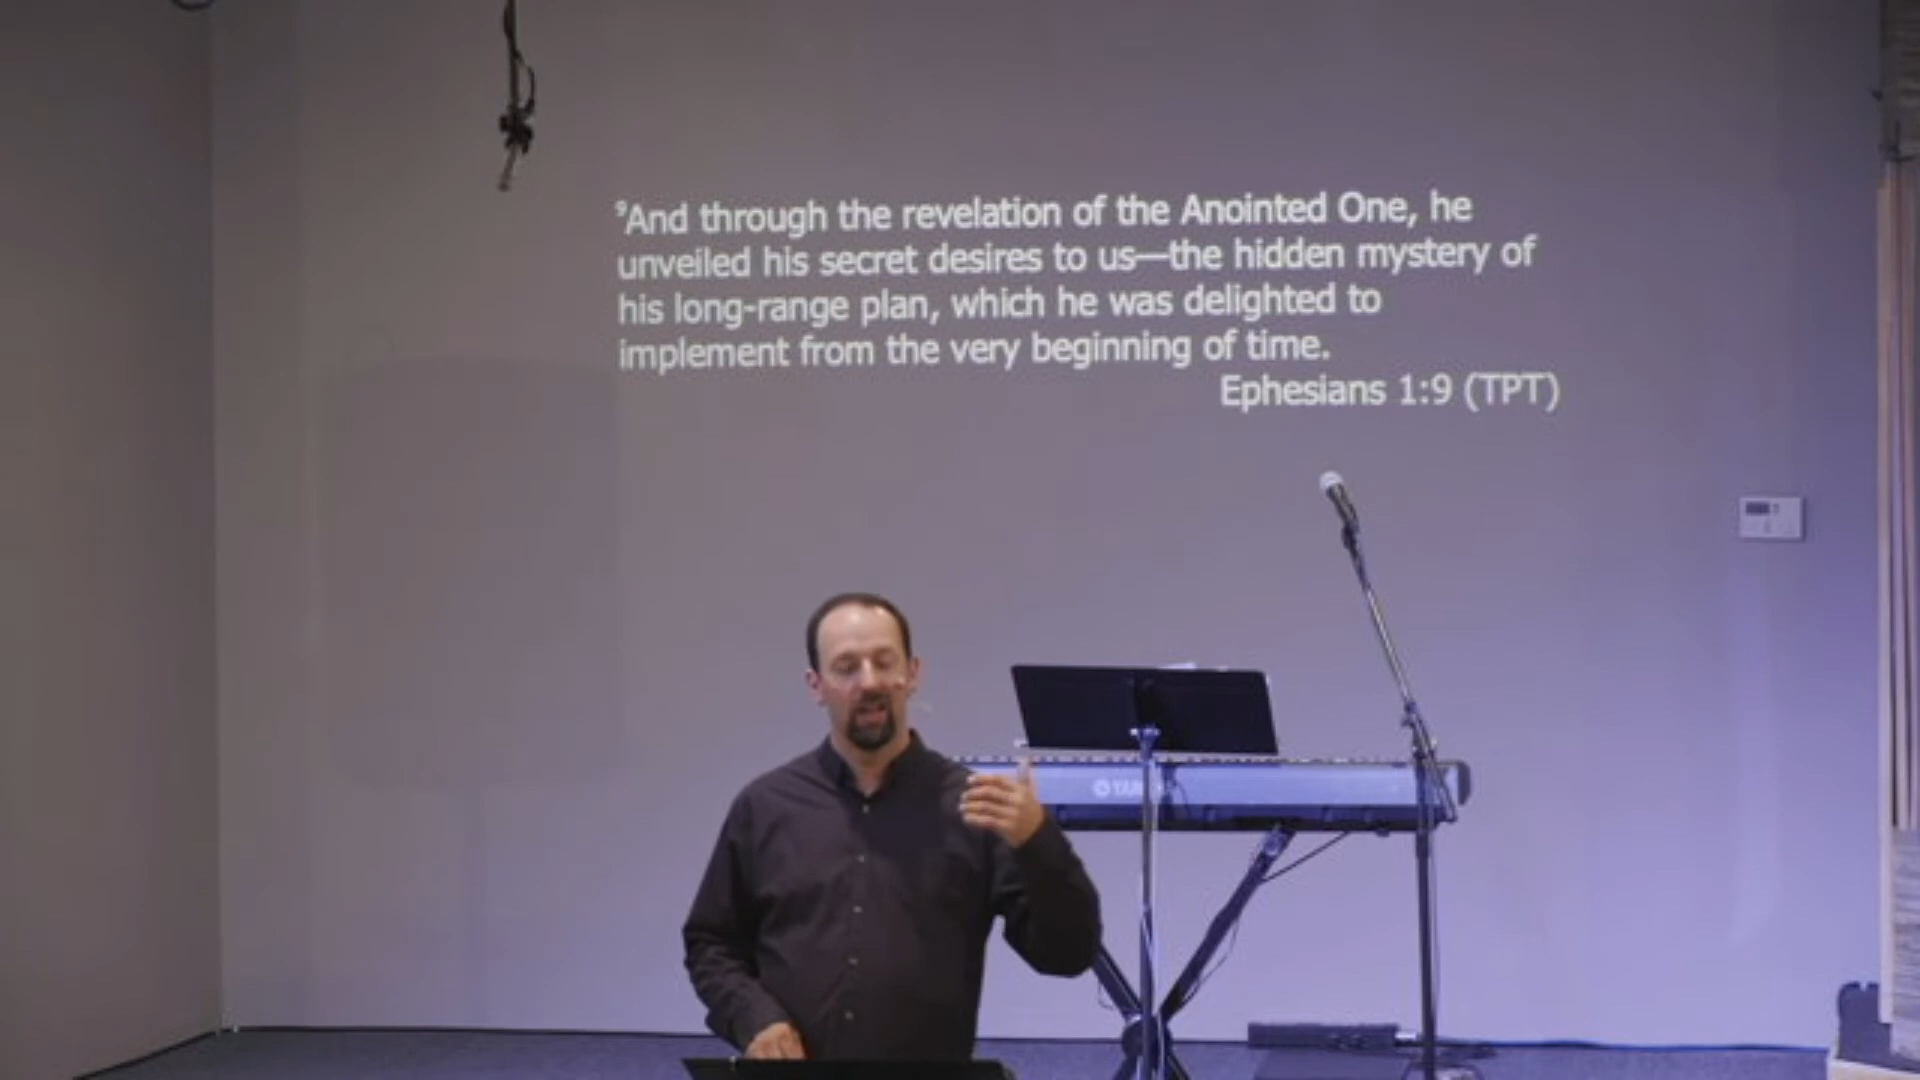 ⁹And through the revelation of the Anointed One, he
unveiled his secret desires to us—the hidden mystery of
his long-range plan, which he was delighted to
implement from the very beginning of time.
Ephesians 1:9 (TPT)